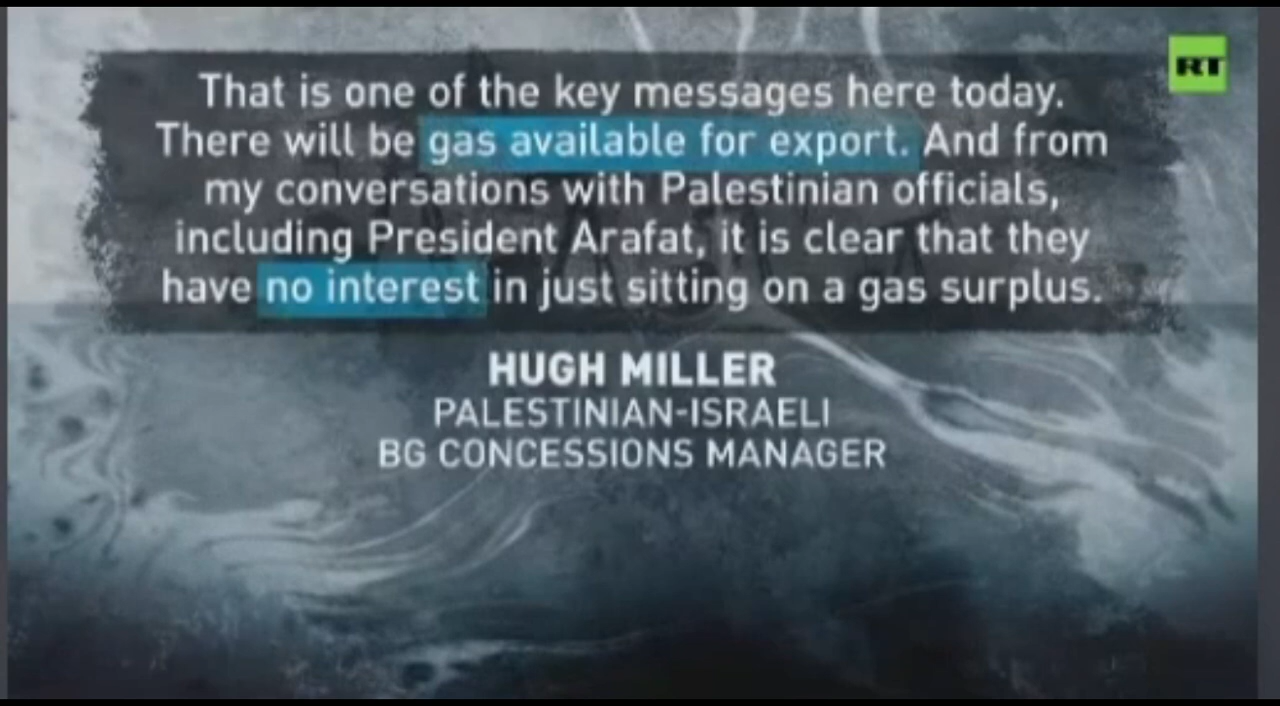 RT
That is one of the key messages here today.
There will be gas available for export. And from
my conversations with Palestinian officials,
including President Arafat, it is clear that they
have no interest in just sitting on a gas surplus.
HUGH MILLER
PALESTINIAN-ISRAELI
BG CONCESSIONS MANAGER